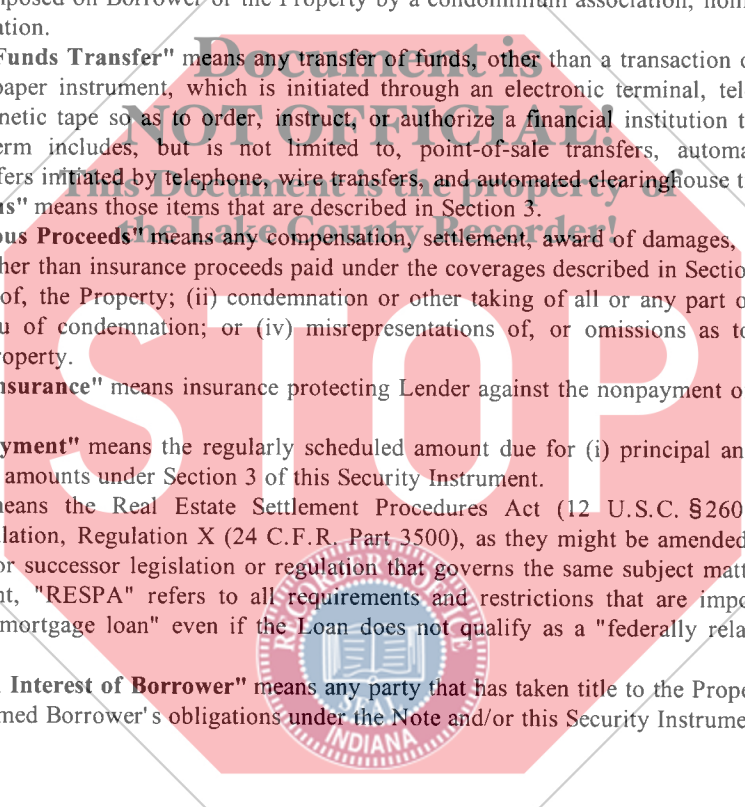 mposed on Borrower or the Property by a condominium association, hom
ation.
Funds Transfer" means any transfer of funds, other than a transaction o
paper instrument, which is initiated through an electronic terminal, tel
netic tape so as to order, instruct, or authorize a financial institution t
erm includes, but is not limited to, point-of-sale transfers, automa
fers initiated by telephone, wire transfers, and automated clearinghouse t
ns" means those items that are described in Section 3.
ous Proceeds" means any compensation, settlement, award of damages,
her than insurance proceeds paid under the coverages described in Sectio
of, the Property; (ii) condemnation or other taking of all or any part o
u of condemnation; or (iv) misrepresentations of, or omissions as to
roperty.
nsurance" means insurance protecting Lender against the nonpayment o
yment" means the regularly scheduled amount due for (i) principal an
amounts under Section 3 of this Security Instrument.
neans the Real Estate Settlement Procedures Act (12 U.S.C. §260
ulation, Regulation X (24 C.F.R. Part 3500), as they might be amended
or successor legislation or regulation that governs the same subject matt
nt, "RESPA" refers to all requirements and restrictions that are impo
mortgage loan" even if the Loan does not qualify as a "federally rela
n Interest of Borrower" means any party that has taken title to the Prope
med Borrower's obligations under the Note and/or this Security Instrume
Document is
NOT OFFICIAL!
This Document is the property of
the Lake County Recorder!
STOP
RECORDER'S OFFICE
SEAL
INDIANA